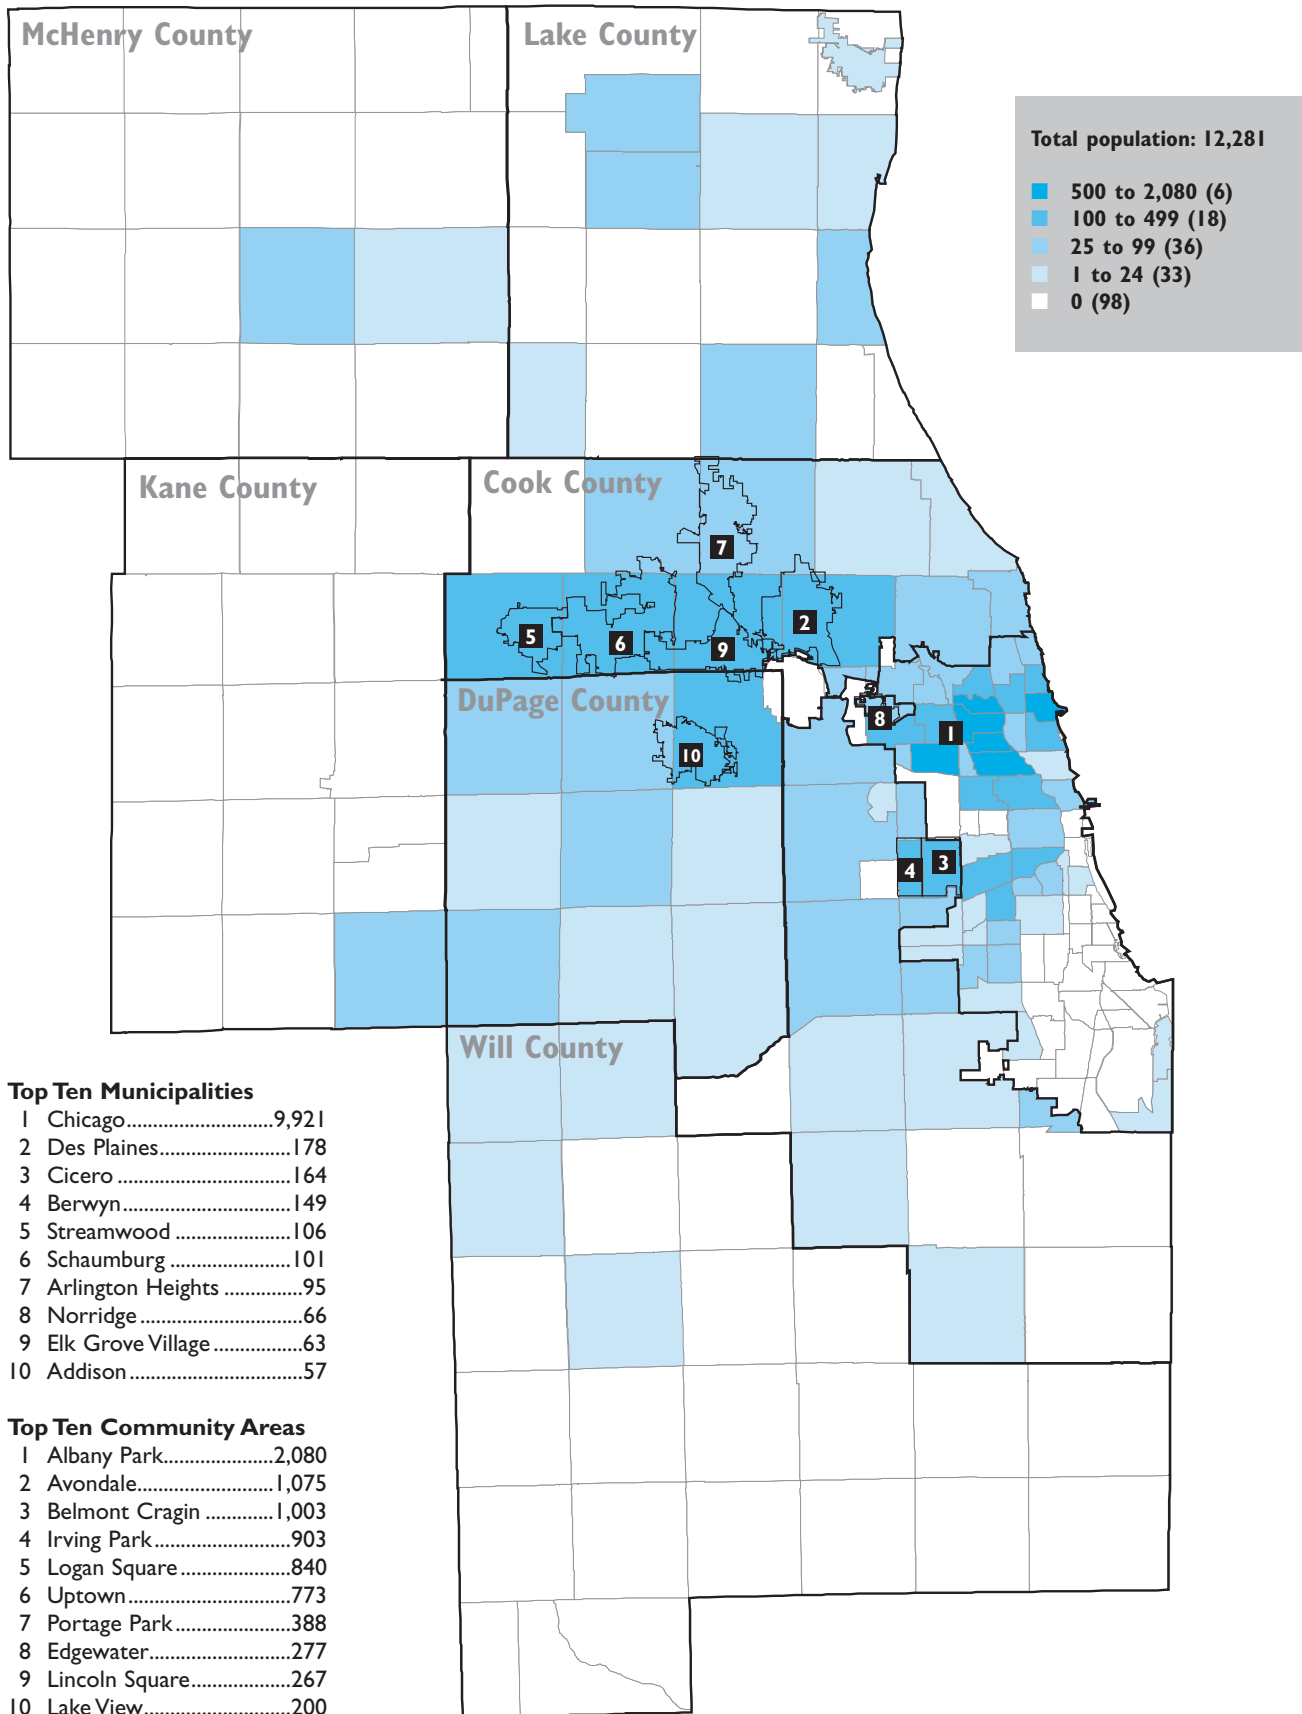 McHenry County
Lake County
Total population: 12,281
500 to 2,080 (6)
100 to 499 (18)
25 to 99 (36)
1 to 24 (33)
0 (98)
Kane County
Cook County
7
5
6
9
2
DuPage County
8
1
10
4
3
Will County
Top Ten Municipalities
1 Chicago..........................9,921
2 Des Plaines.......................178
3 Cicero ..............................164
4 Berwyn.............................149
5 Streamwood ....................106
6 Schaumburg .....................101
7 Arlington Heights ...............95
8 Norridge .............................66
9 Elk Grove Village ................63
10 Addison ..............................57
Top Ten Community Areas
1 Albany Park....................2,080
2 Avondale........................1,075
3 Belmont Cragin ............1,003
4 Irving Park........................903
5 Logan Square....................840
6 Uptown.............................773
7 Portage Park.....................388
8 Edgewater.........................277
9 Lincoln Square..................267
10 Lake View..........................200